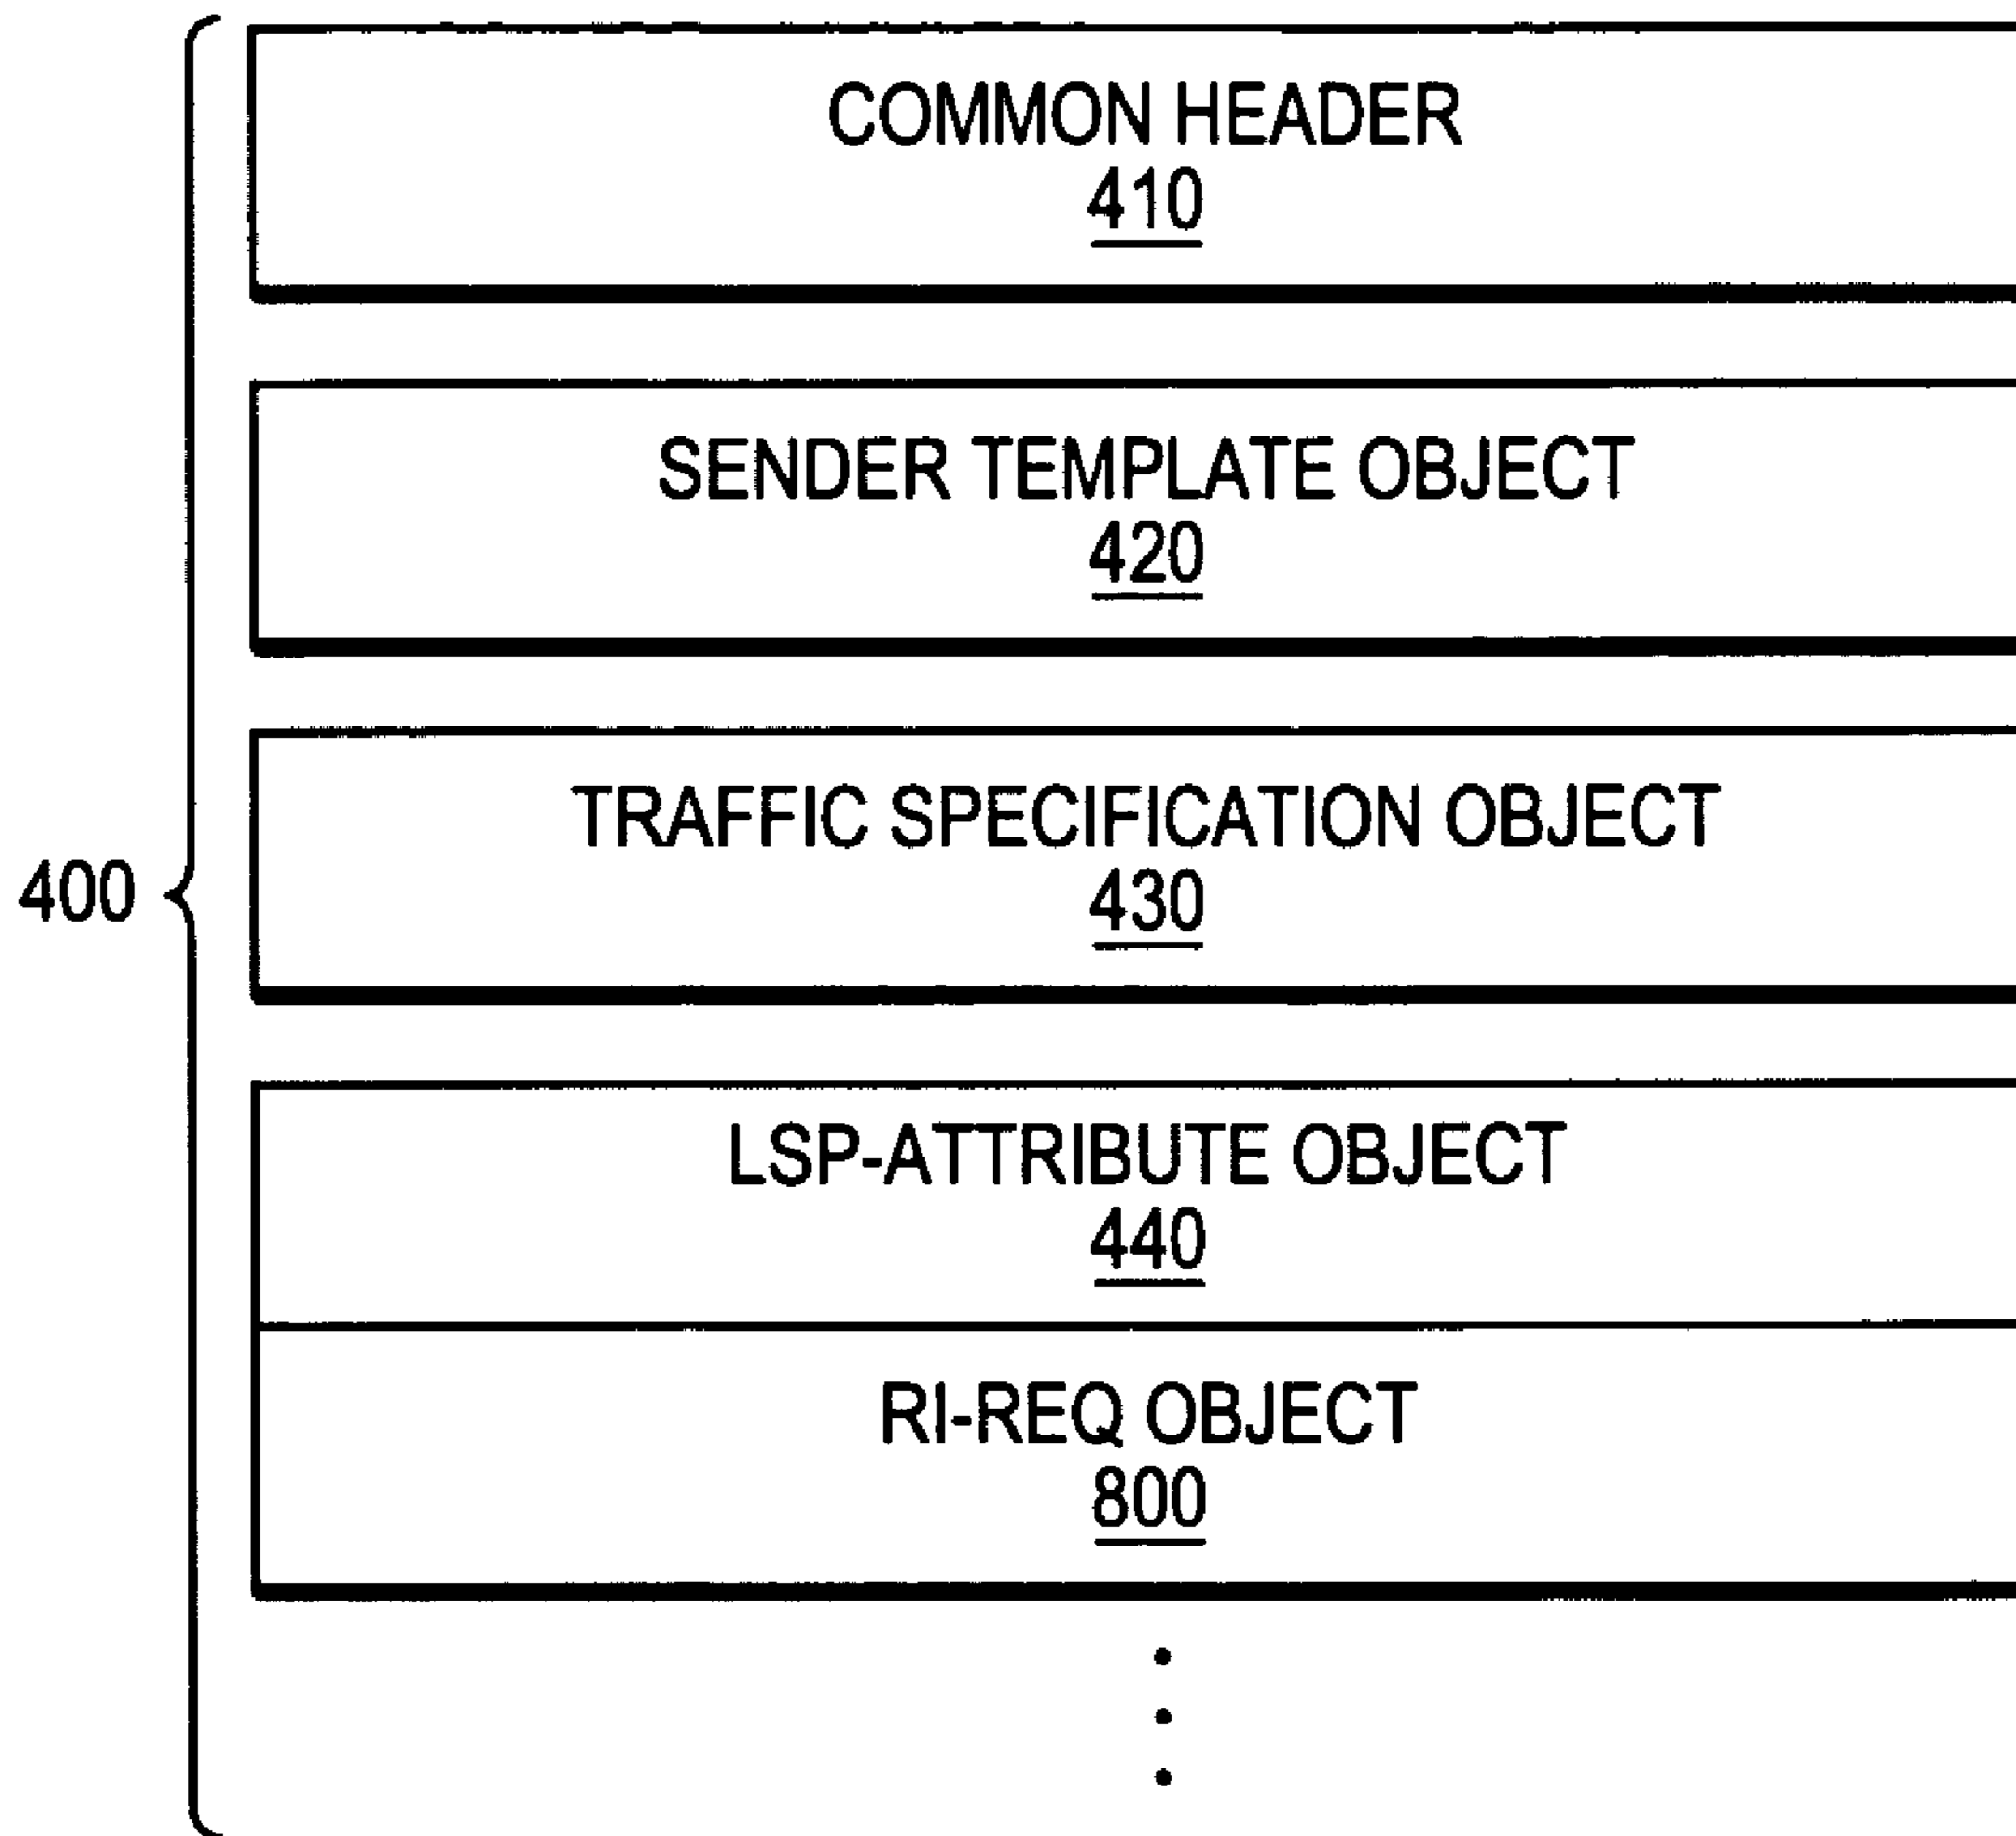 COMMON HEADER
410
SENDER TEMPLATE OBJECT
420
TRAFFIC SPECIFICATION OBJECT
430
400
LSP-ATTRIBUTE OBJECT
440
RI-REQ OBJECT
800